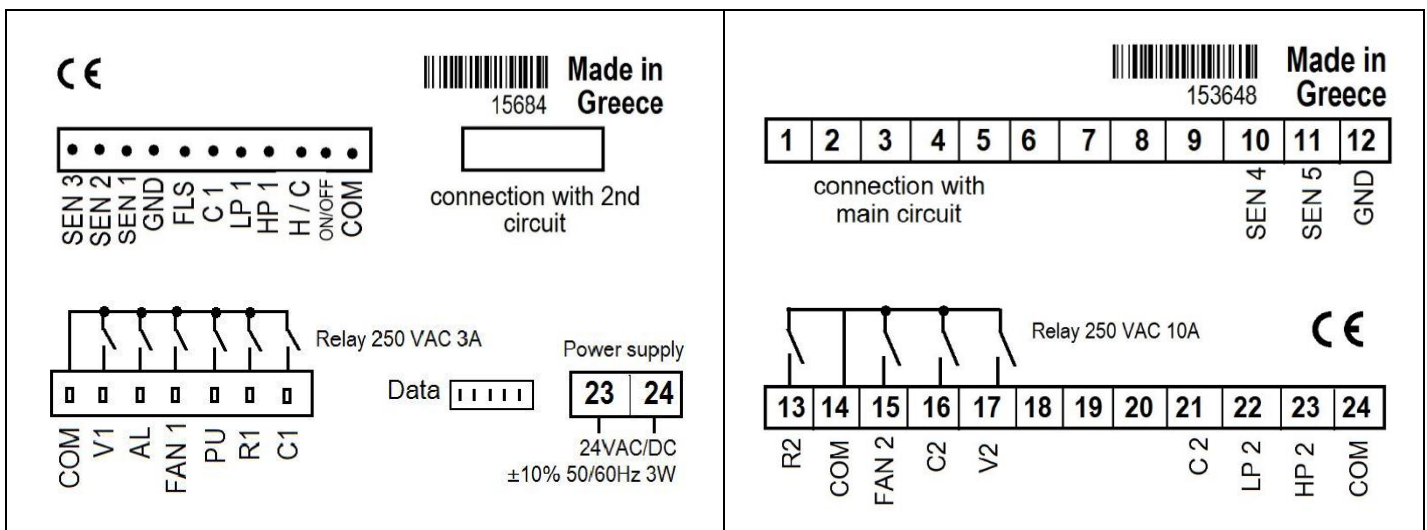 CE
Made in
15684 Greece
SEN 3
SEN 2
SEN 1
GND
FLS
C 1
LP 1
HP 1
H / C
ON/OFF
COM
connection with 2nd
circuit
Relay 250 VAC 3A
Power supply
Data
23 24
24VAC/DC
±10% 50/60Hz 3W
COM
V1
AL
FAN 1
PU
R1
C1
Made in
153648 Greece
1 2 3 4 5 6 7 8 9 10 11 12
connection with
main circuit
SEN 4
SEN 5
GND
Relay 250 VAC 10A
CE
13 14 15 16 17 18 19 20 21 22 23 24
R2
COM
FAN 2
C2
V2
C 2
LP 2
HP 2
COM